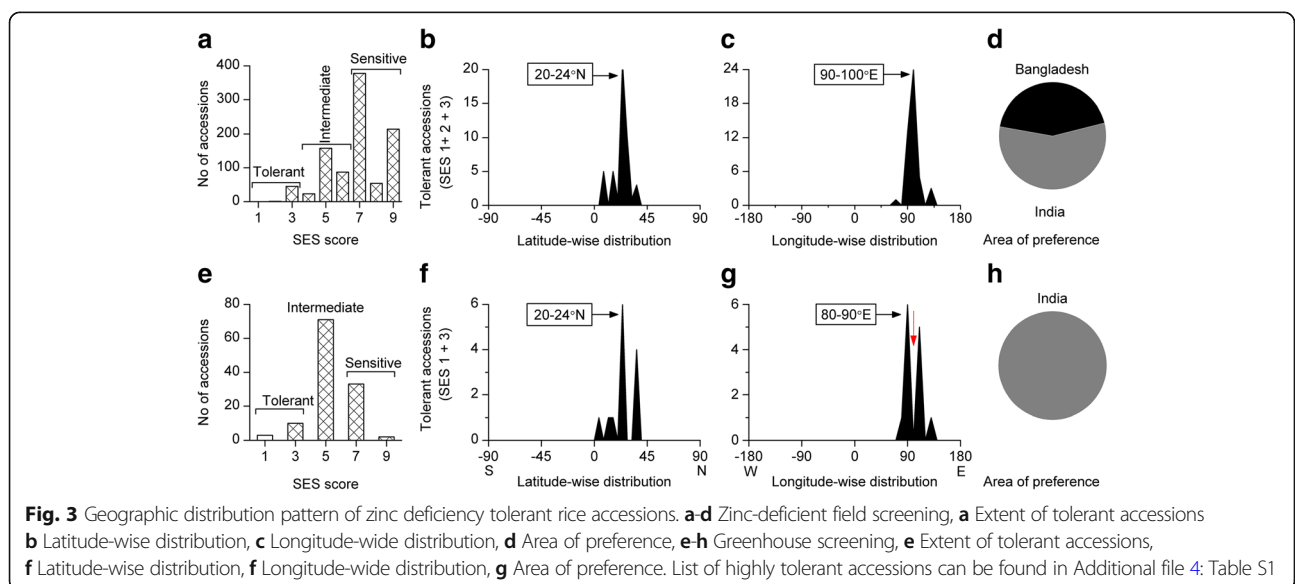 a
400
300
200
100
0
No of accessions
Tolerant
Intermediate
Sensitive
1 3 5 7 9
SES score
b
20
15
10
5
0
Tolerant accessions
(SES 1+ 2 + 3)
20-24°N
-90 -45 0 45 90
Latitude-wise distribution
c
24
18
12
6
0
90-100°E
-180 -90 0 90 180
Longitude-wise distribution
d
Bangladesh
India
Area of preference
e
80
60
40
20
0
No of accessions
Tolerant
Intermediate
Sensitive
1 3 5 7 9
SES score
f
6
4
2
0
Tolerant accessions
(SES 1 + 3)
20-24°N
-90 -45 0 45 90
S N
Latitude-wise distribution
g
6
4
2
0
80-90°E
-180 -90 0 90 180
W E
Longitude-wise distribution
h
India
Area of preference
Fig. 3 Geographic distribution pattern of zinc deficiency tolerant rice accessions. a-d Zinc-deficient field screening, a Extent of tolerant accessions
b Latitude-wise distribution, c Longitude-wide distribution, d Area of preference, e-h Greenhouse screening, e Extent of tolerant accessions,
f Latitude-wise distribution, f Longitude-wide distribution, g Area of preference. List of highly tolerant accessions can be found in Additional file 4: Table S1